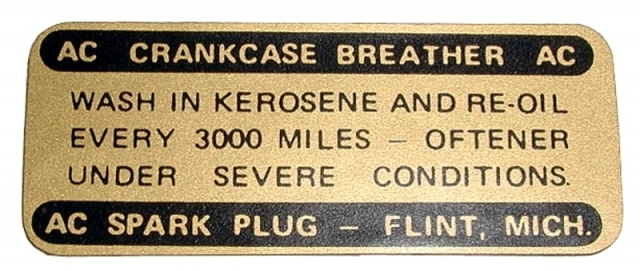 AC CRANKCASE BREATHER AC
WASH IN KEROSENE AND RE-OIL
EVERY 3000 MILES – OFTENER
UNDER SEVERE CONDITIONS.
AC SPARK PLUG – FLINT, MICH.